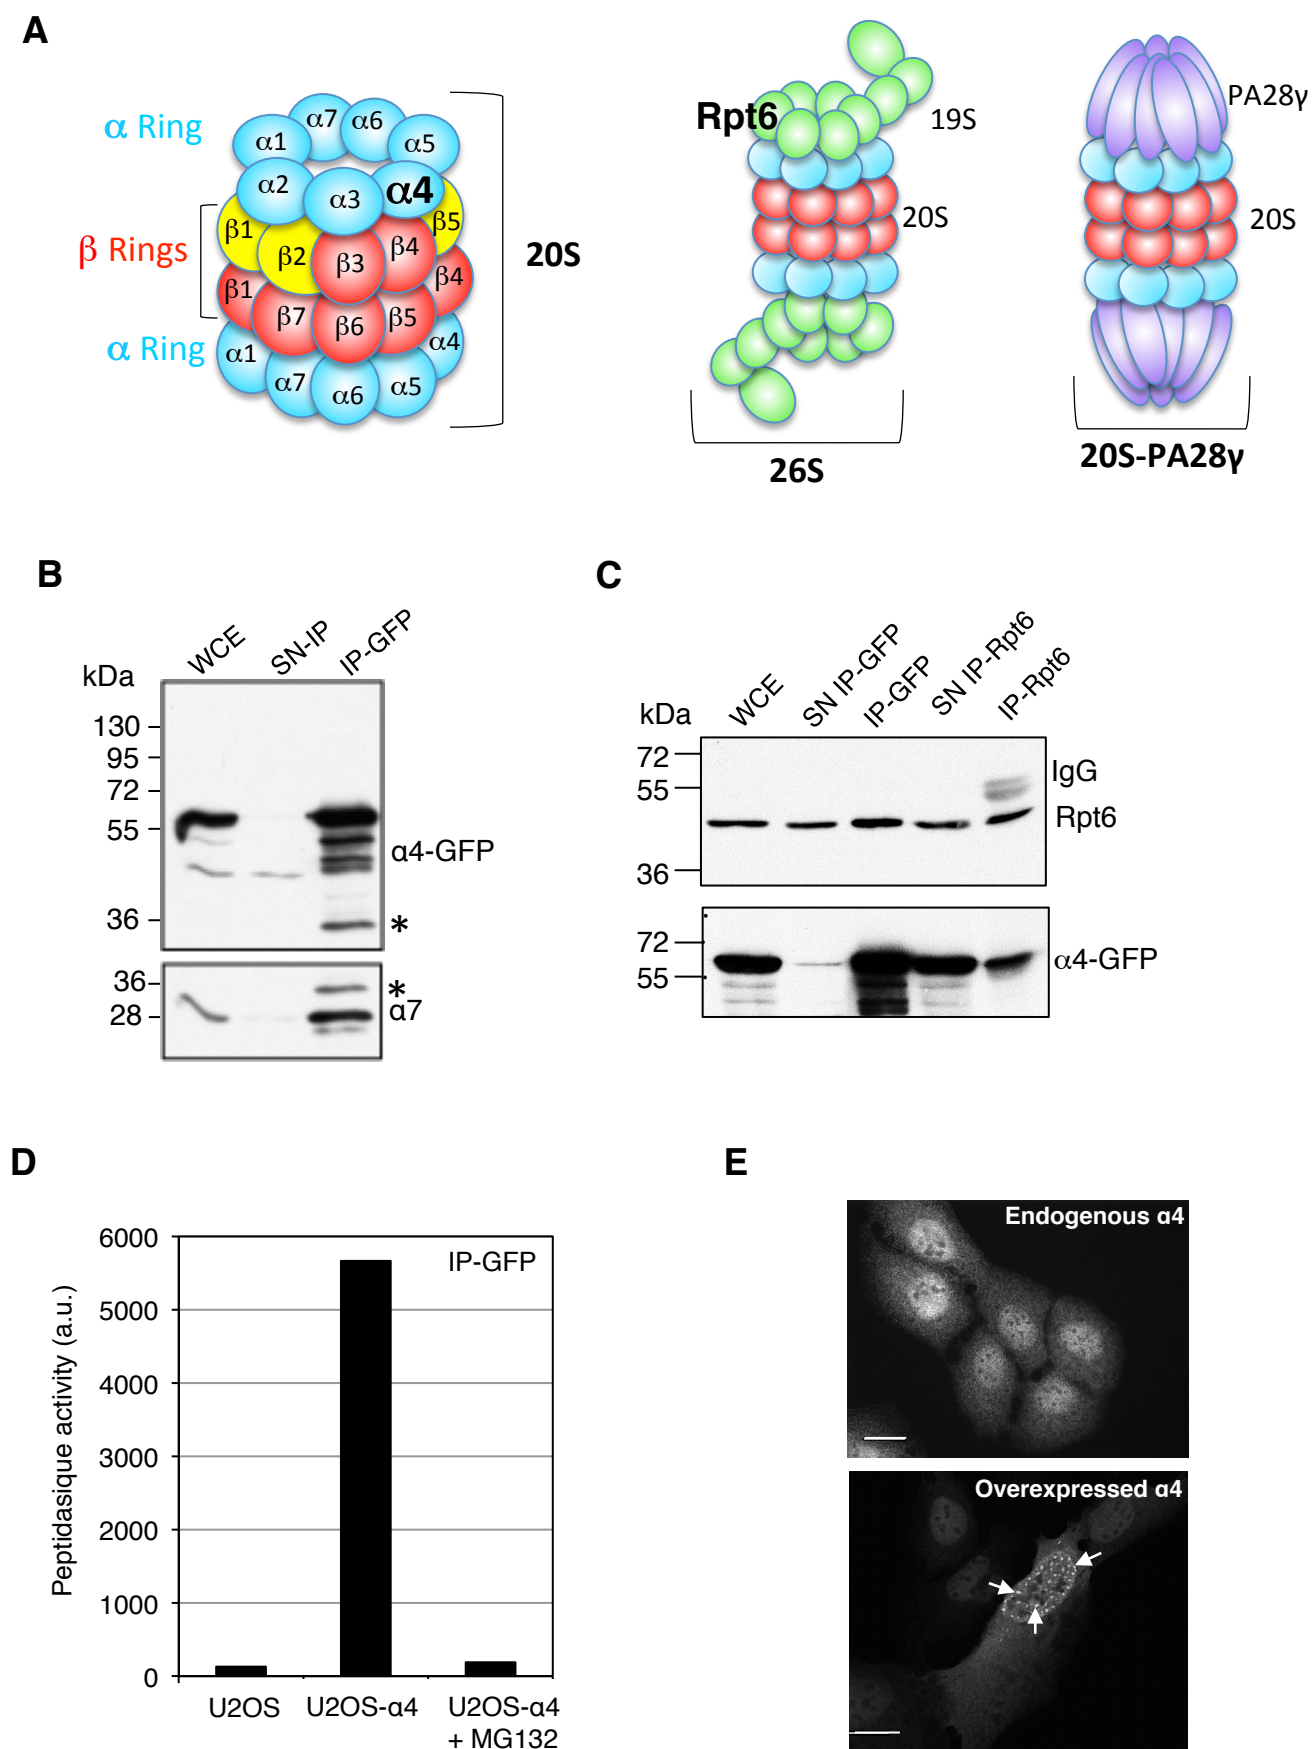 A
α Ring
α1
α7
α6
α5
α2
α3
α4
β1
β2
β3
β4
β5
β Rings
β1
β7
β6
β5
β4
α Ring
α1
α7
α6
α5
α4
20S
Rpt6
19S
20S
26S
PA28γ
20S
20S-PA28γ
B
WCE
SN-IP
IP-GFP
kDa
130
95
72
55
36
α4-GFP
*
36
28
*
α7
C
WCE
SN IP-GFP
IP-GFP
SN IP-Rpt6
IP-Rpt6
kDa
72
55
36
IgG
Rpt6
72
55
α4-GFP
D
Peptidasique activity (a.u.)
6000
5000
4000
3000
2000
1000
0
IP-GFP
U2OS
U2OS-α4
U2OS-α4
+ MG132
E
Endogenous α4
Overexpressed α4